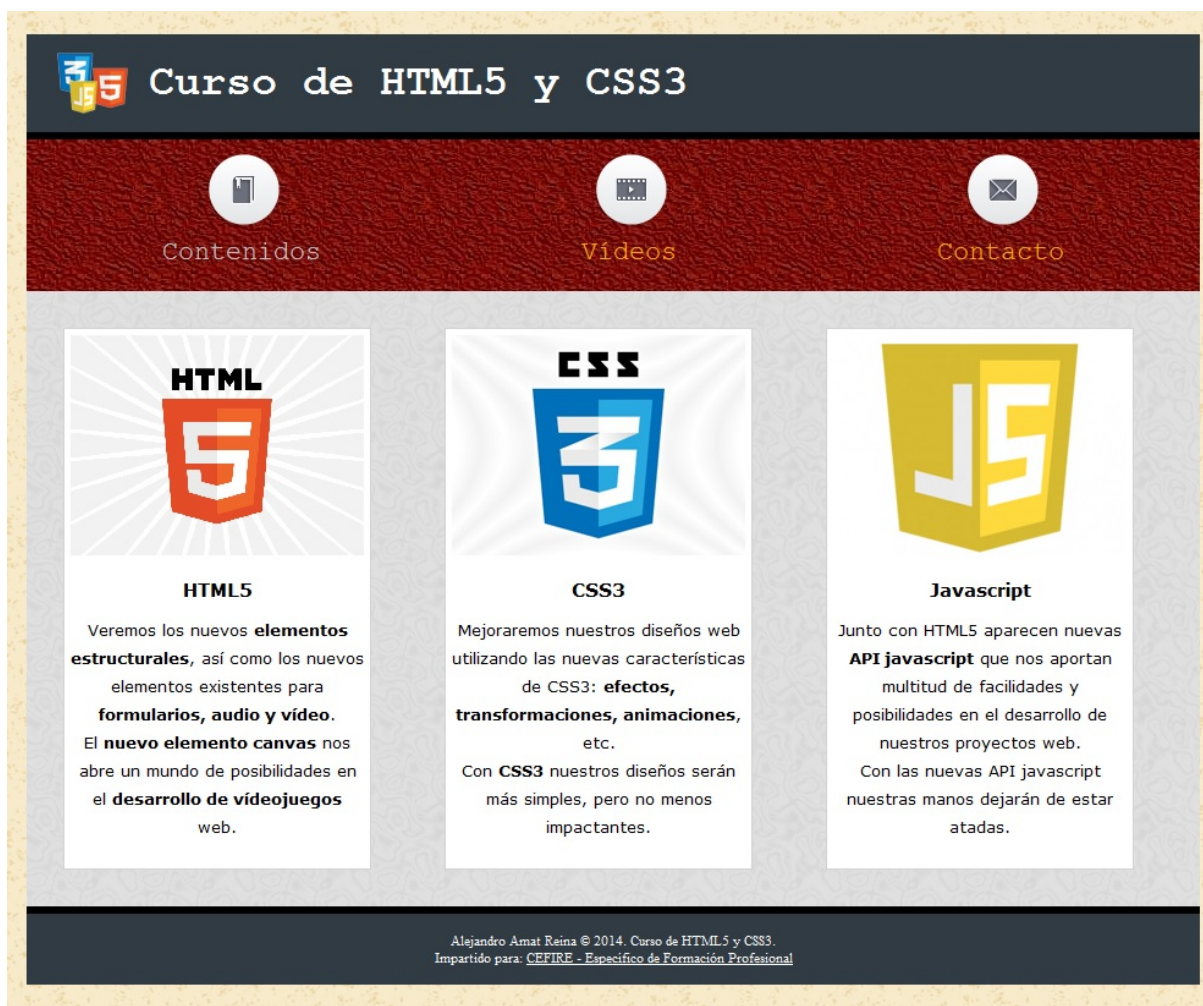 3 JS 5
Curso de HTML5 y CSS3
Contenidos
Vídeos
Contacto
HTML
5
HTML5
Veremos los nuevos elementos
estructurales, así como los nuevos
elementos existentes para
formularios, audio y vídeo.
El nuevo elemento canvas nos
abre un mundo de posibilidades en
el desarrollo de vídeojuegos
web.
CSS
3
CSS3
Mejoraremos nuestros diseños web
utilizando las nuevas características
de CSS3: efectos,
transformaciones, animaciones,
etc.
Con CSS3 nuestros diseños serán
más simples, pero no menos
impactantes.
JS
Javascript
Junto con HTML5 aparecen nuevas
API javascript que nos aportan
multitud de facilidades y
posibilidades en el desarrollo de
nuestros proyectos web.
Con las nuevas API javascript
nuestras manos dejarán de estar
atadas.
Alejandro Amat Reina © 2014. Curso de HTML5 y CSS3.
Impartido para: CEFIRE - Específico de Formación Profesional